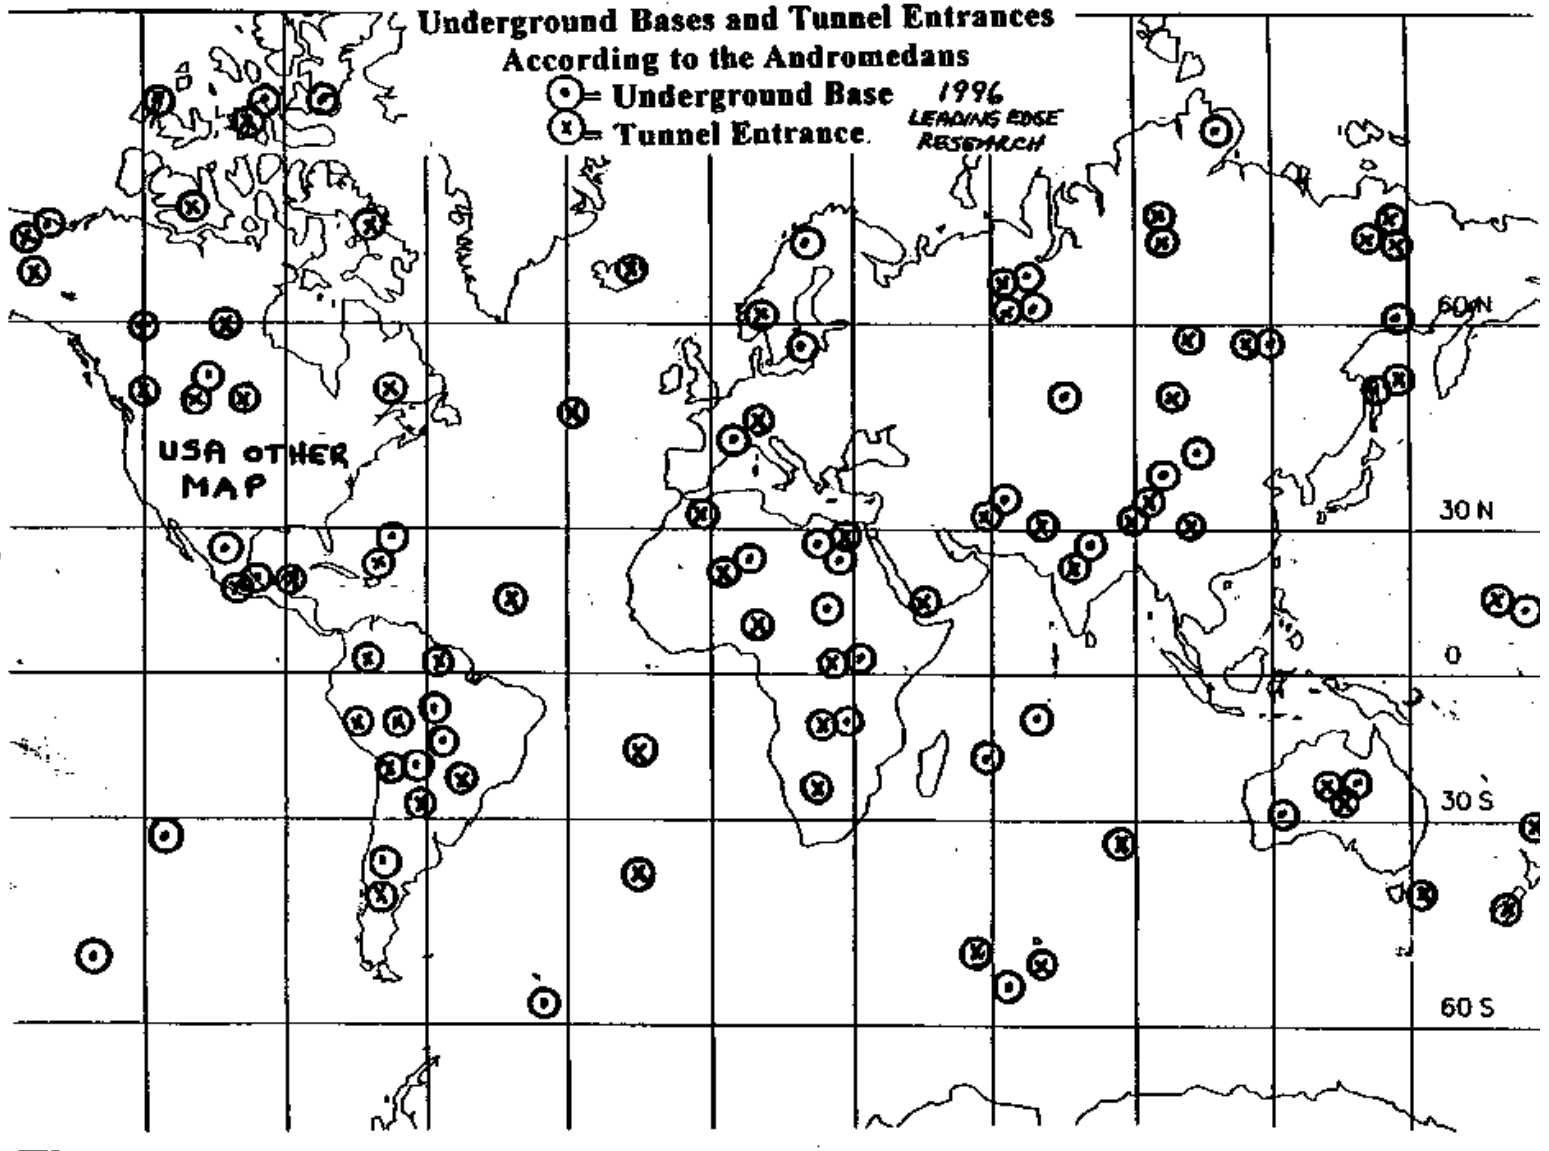 Underground Bases and Tunnel Entrances
According to the Andromedans
= Underground Base
x = Tunnel Entrance.
1996
LEADING EDGE
RESEARCH
60 N
USA OTHER
MAP
30 N
0
30 S
60 S